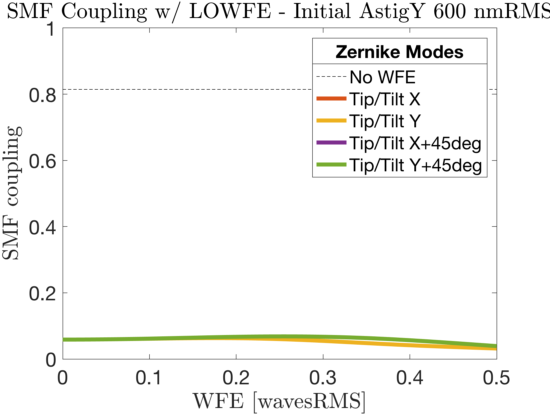 SMF Coupling w/ LOWFE - Initial AstigY 600 nmRMS
1
0.8
0.6
0.4
0.2
0
SMF coupling
Zernike Modes
No WFE
Tip/Tilt X
Tip/Tilt Y
Tip/Tilt X+45deg
Tip/Tilt Y+45deg
0 0.1 0.2 0.3 0.4 0.5
WFE [wavesRMS]